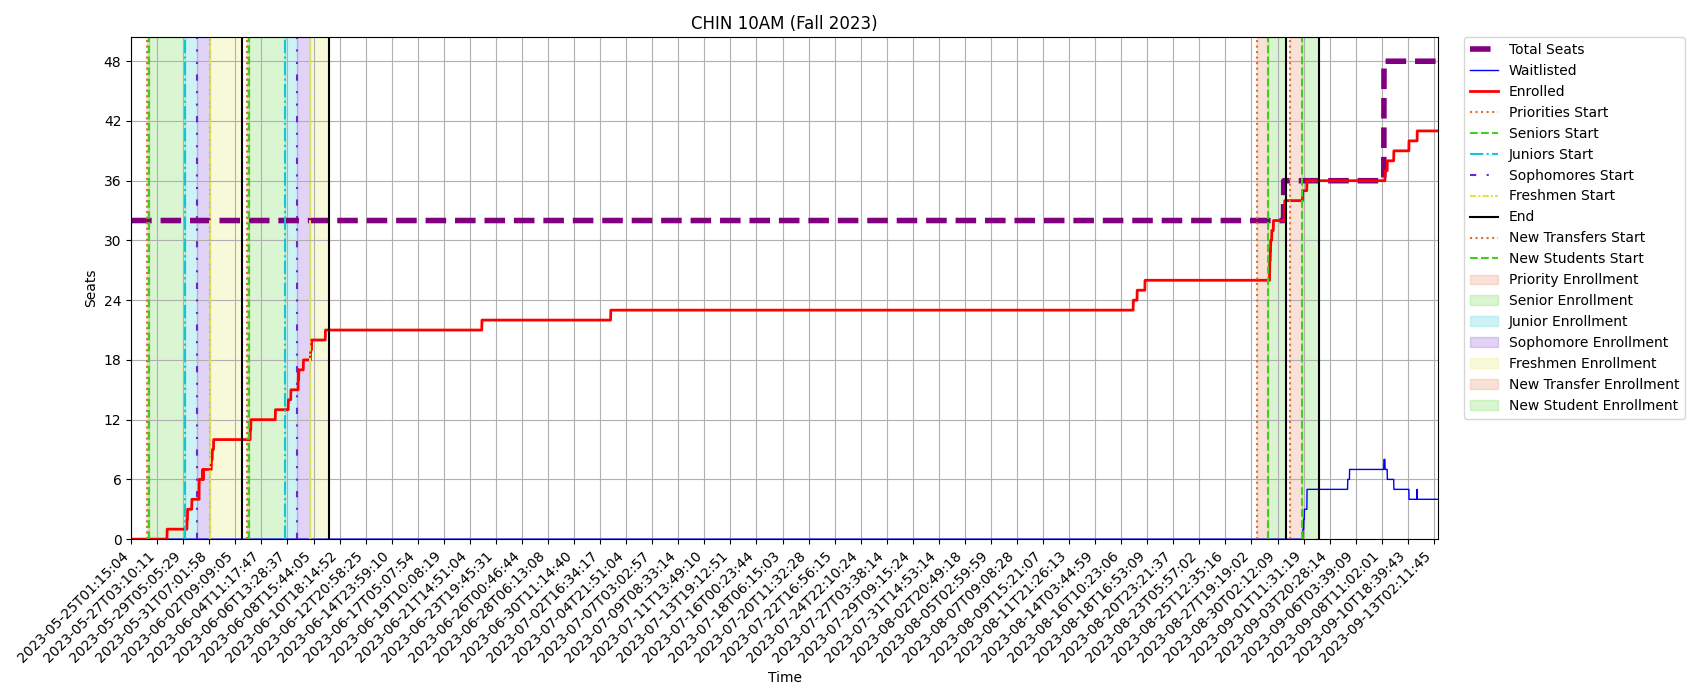 CHIN 10AM (Fall 2023)
Seats
48
42
36
30
24
18
12
6
0
2023-05-25T01:15:04
2023-05-27T03:10:11
2023-05-29T05:05:29
2023-05-31T07:01:58
2023-06-02T09:09:05
2023-06-04T11:17:47
2023-06-06T13:28:37
2023-06-08T15:44:05
2023-06-10T18:14:52
2023-06-12T20:58:25
2023-06-14T23:59:10
2023-06-17T05:07:54
2023-06-19T10:08:19
2023-06-21T14:51:04
2023-06-23T19:45:31
2023-06-26T00:46:44
2023-06-28T06:13:08
2023-06-30T11:14:40
2023-07-02T16:34:17
2023-07-04T21:51:04
2023-07-07T03:02:57
2023-07-09T08:33:14
2023-07-11T13:49:10
2023-07-13T19:12:51
2023-07-16T00:23:44
2023-07-18T06:15:03
2023-07-20T11:32:28
2023-07-22T16:56:15
2023-07-24T22:10:24
2023-07-27T03:38:14
2023-07-29T09:15:24
2023-07-31T14:53:14
2023-08-02T20:49:18
2023-08-05T02:59:59
2023-08-07T09:08:28
2023-08-09T15:21:07
2023-08-11T21:26:13
2023-08-14T03:44:59
2023-08-16T10:23:06
2023-08-18T16:53:09
2023-08-20T23:21:37
2023-08-23T05:57:02
2023-08-25T12:35:16
2023-08-27T19:19:02
2023-08-30T02:12:09
2023-09-01T11:31:19
2023-09-03T20:28:14
2023-09-06T03:39:09
2023-09-08T11:02:01
2023-09-10T18:39:43
2023-09-13T02:11:45
Time
Total Seats
Waitlisted
Enrolled
Priorities Start
Seniors Start
Juniors Start
Sophomores Start
Freshmen Start
End
New Transfers Start
New Students Start
Priority Enrollment
Senior Enrollment
Junior Enrollment
Sophomore Enrollment
Freshmen Enrollment
New Transfer Enrollment
New Student Enrollment